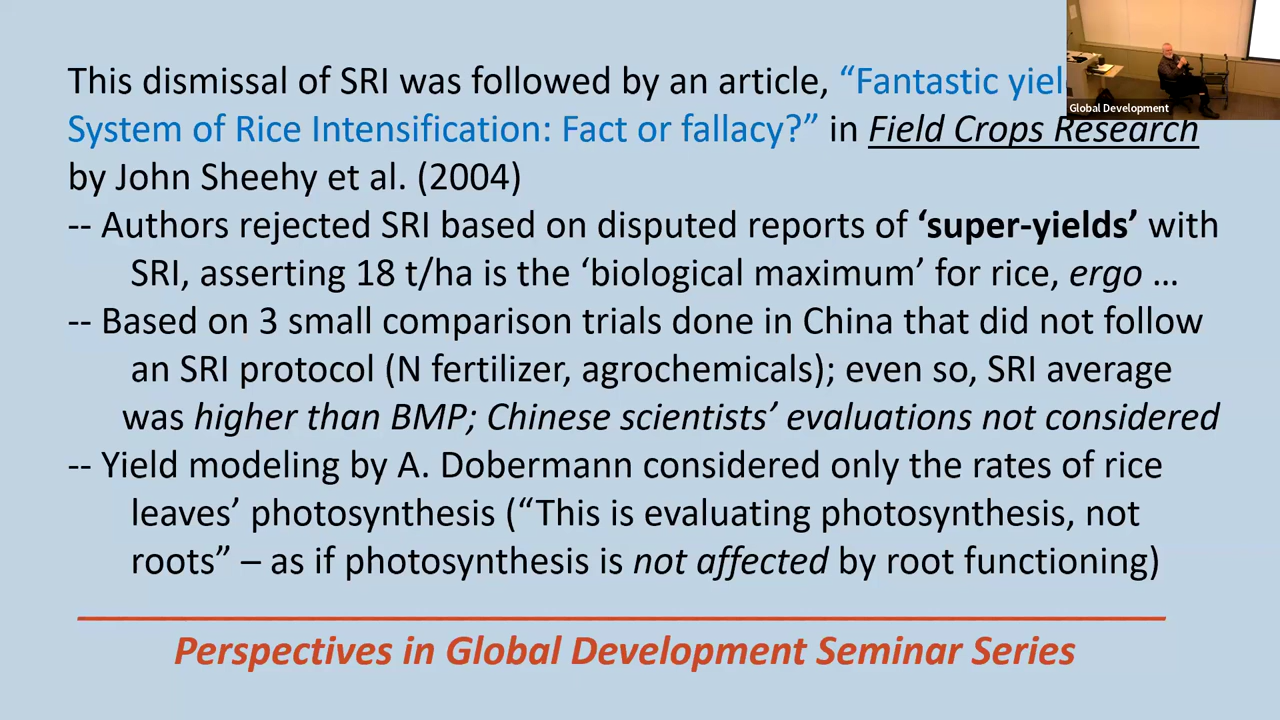 This dismissal of SRI was followed by an article, “Fantastic
System of Rice Intensification: Fact or fallacy?” in Field Crops Research
by John Sheehy et al. (2004)
-- Authors rejected SRI based on disputed reports of ‘super-yields’ with
SRI, asserting 18 t/ha is the ‘biological maximum’ for rice, ergo …
-- Based on 3 small comparison trials done in China that did not follow
an SRI protocol (N fertilizer, agrochemicals); even so, SRI average
was higher than BMP; Chinese scientists’ evaluations not considered
-- Yield modeling by A. Dobermann considered only the rates of rice
leaves’ photosynthesis (“This is evaluating photosynthesis, not
roots” – as if photosynthesis is not affected by root functioning)
Perspectives in Global Development Seminar Series
Global Development